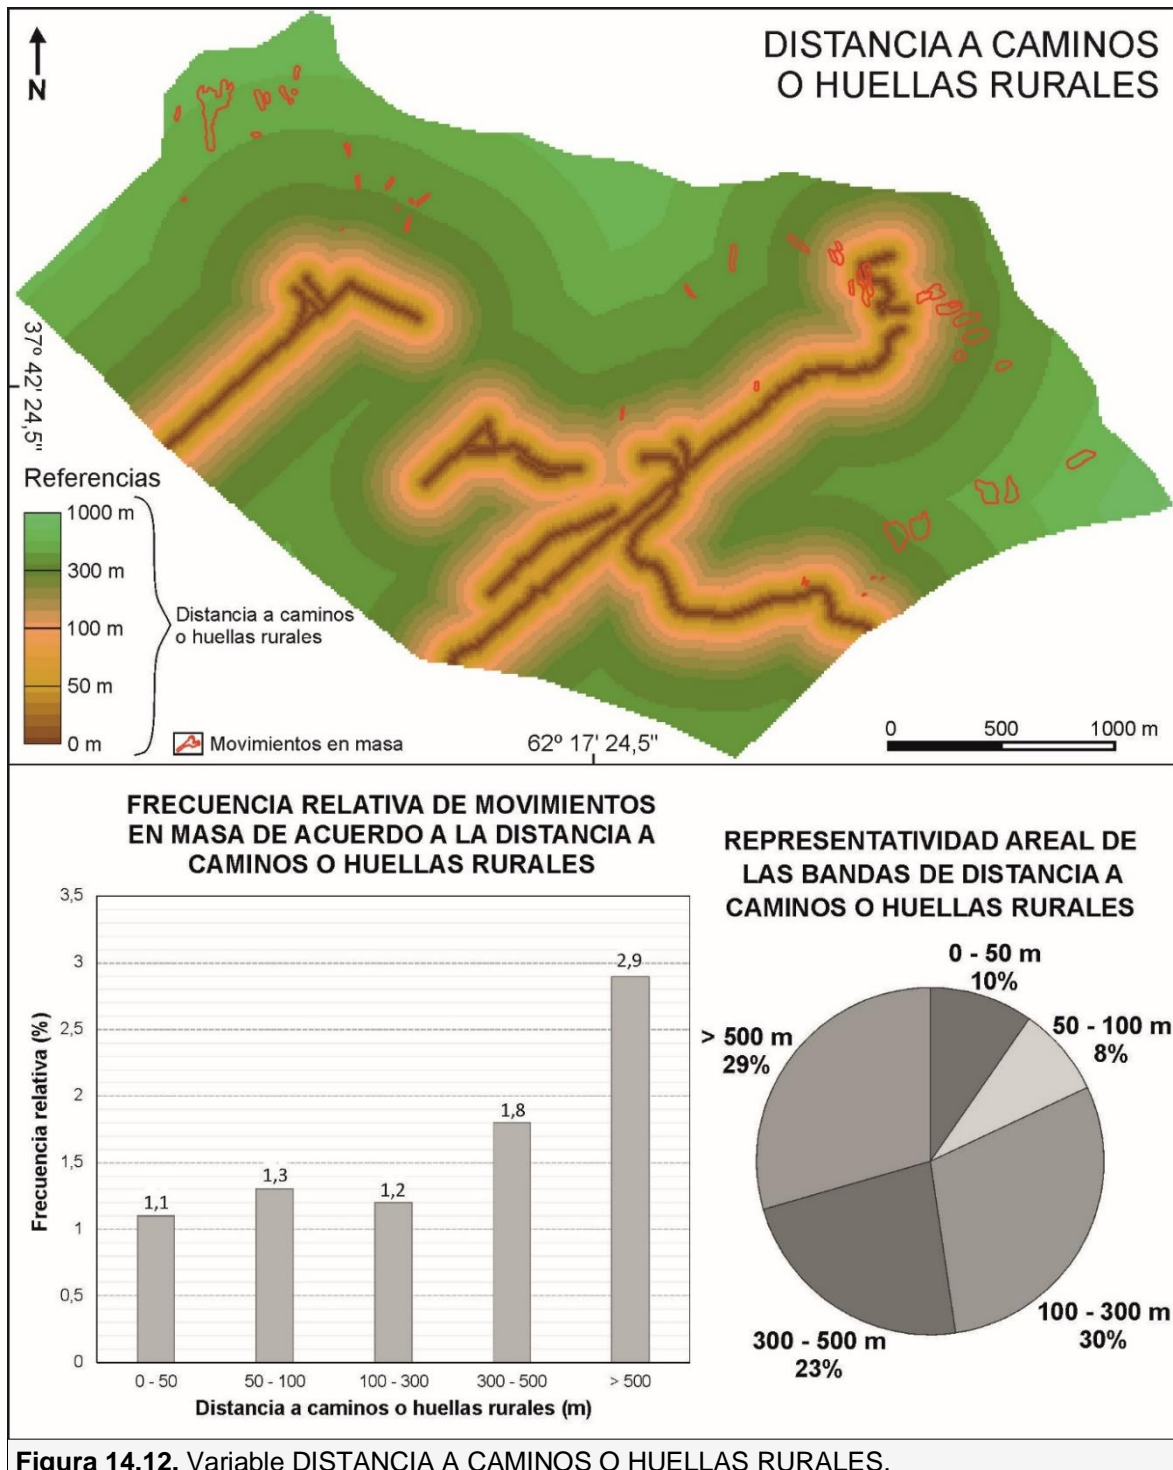 DISTANCIA A CAMINOS
O HUELLAS RURALES
N
37º 42' 24,5"
Referencias
1000 m
300 m
100 m
50 m
0 m
Distancia a caminos
o huellas rurales
Movimientos en masa
62º 17' 24,5"
0 500 1000 m
FRECUENCIA RELATIVA DE MOVIMIENTOS
EN MASA DE ACUERDO A LA DISTANCIA A
CAMINOS O HUELLAS RURALES
Frecuencia relativa (%)
3,5
3
2,5
2
1,5
1
0,5
0
1,1
1,3
1,2
1,8
2,9
0 - 50
50 - 100
100 - 300
300 - 500
> 500
Distancia a caminos o huellas rurales (m)
REPRESENTATIVIDAD AREAL DE
LAS BANDAS DE DISTANCIA A
CAMINOS O HUELLAS RURALES
0 - 50 m
10%
50 - 100 m
8%
> 500 m
29%
100 - 300 m
30%
300 - 500 m
23%
Figura 14.12. Variable DISTANCIA A CAMINOS O HUELLAS RURALES.